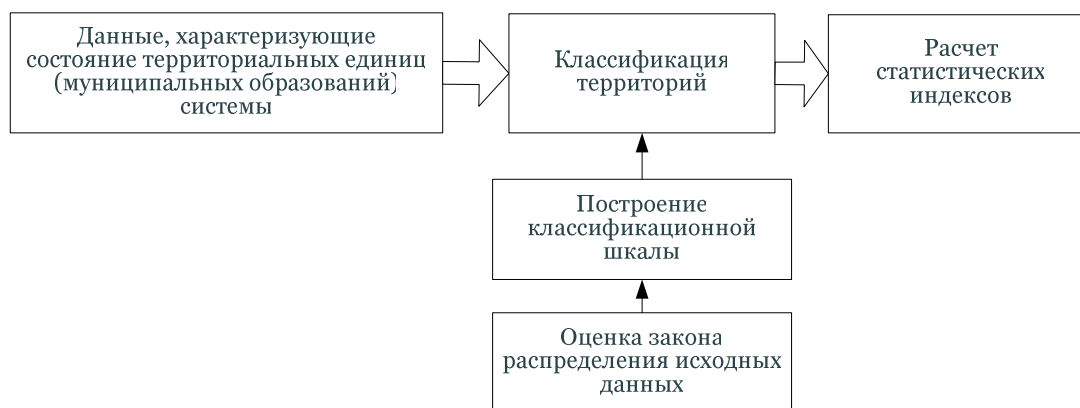 Данные, характеризующие
состояние территориальных единиц
(муниципальных образований)
системы
Классификация
территорий
Расчет
статистических
индексов
Построение
классификационной
шкалы
Оценка закона
распределения исходных
данных